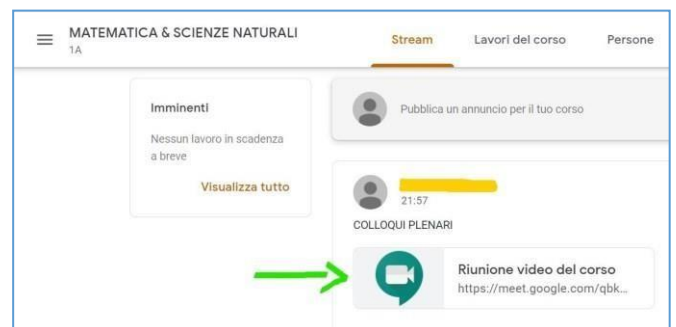 MATEMATICA & SCIENZE NATURALI
1A
Stream
Lavori del corso
Persone
Imminenti
Nessun lavoro in scadenza
a breve
Visualizza tutto
Pubblica un annuncio per il tuo corso
21:57
COLLOQUI PLENARI
Riunione video del corso
https://meet.google.com/qbk...